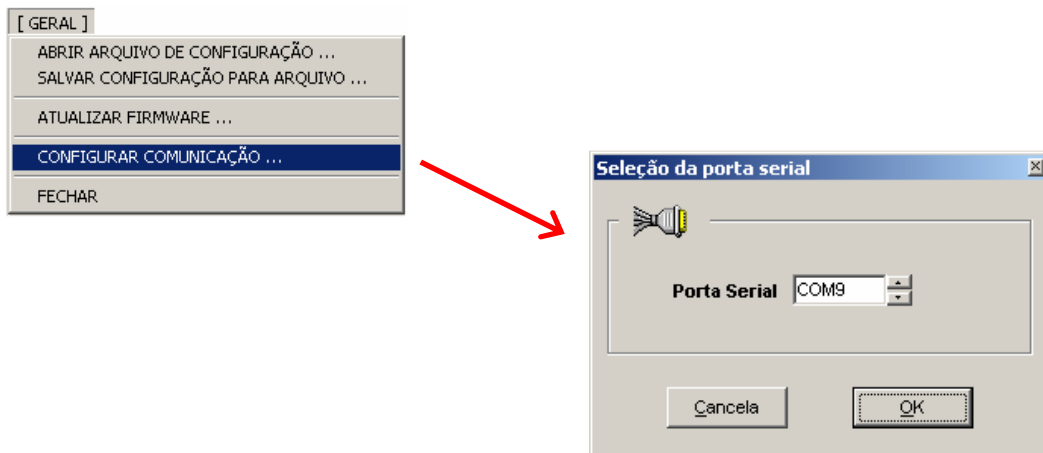 [ GERAL ]
ABRIR ARQUIVO DE CONFIGURAÇÃO ...
SALVAR CONFIGURAÇÃO PARA ARQUIVO ...
ATUALIZAR FIRMWARE ...
CONFIGURAR COMUNICAÇÃO ...
FECHAR
Seleção da porta serial
Porta Serial COM9
Cancela OK